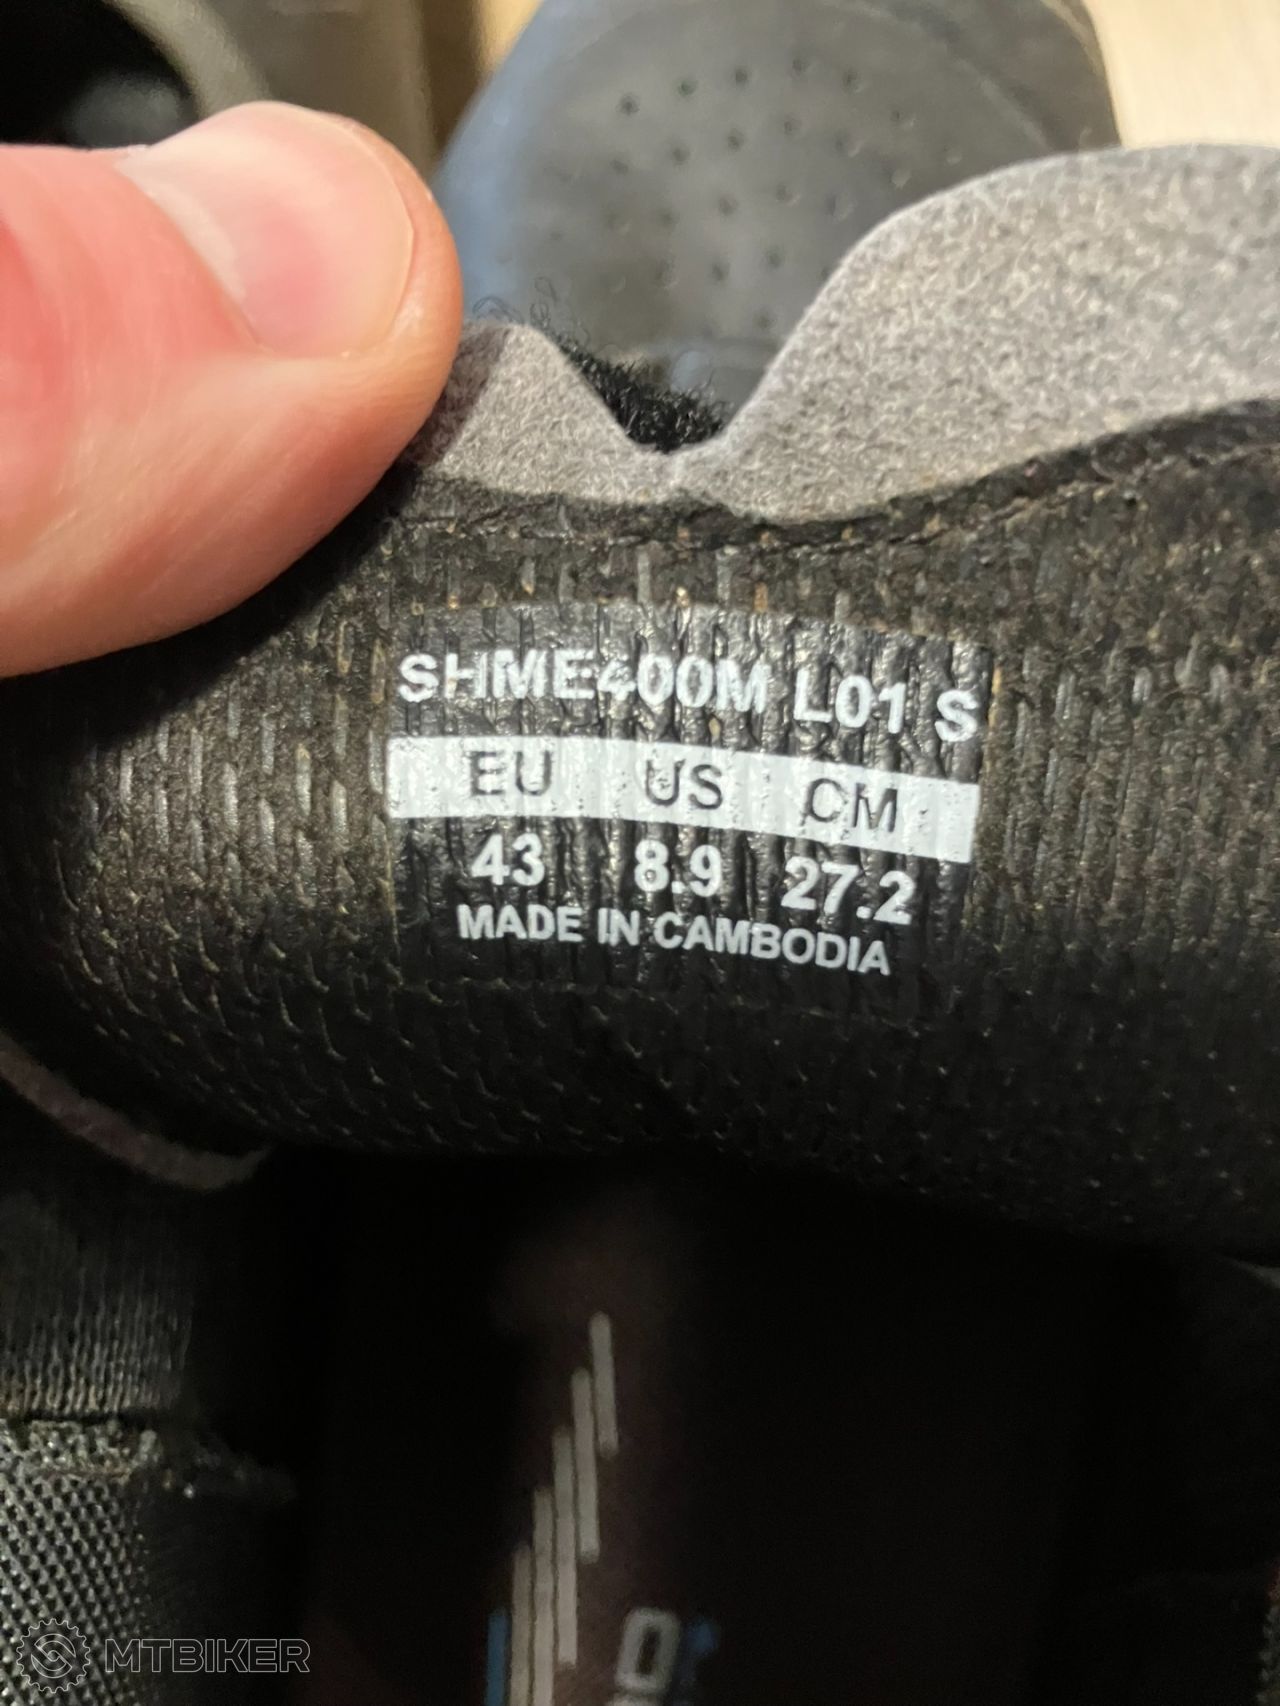 SHME400M L01 S
EU US CM
43 8.9 27.2
MADE IN CAMBODIA
MTBIKER